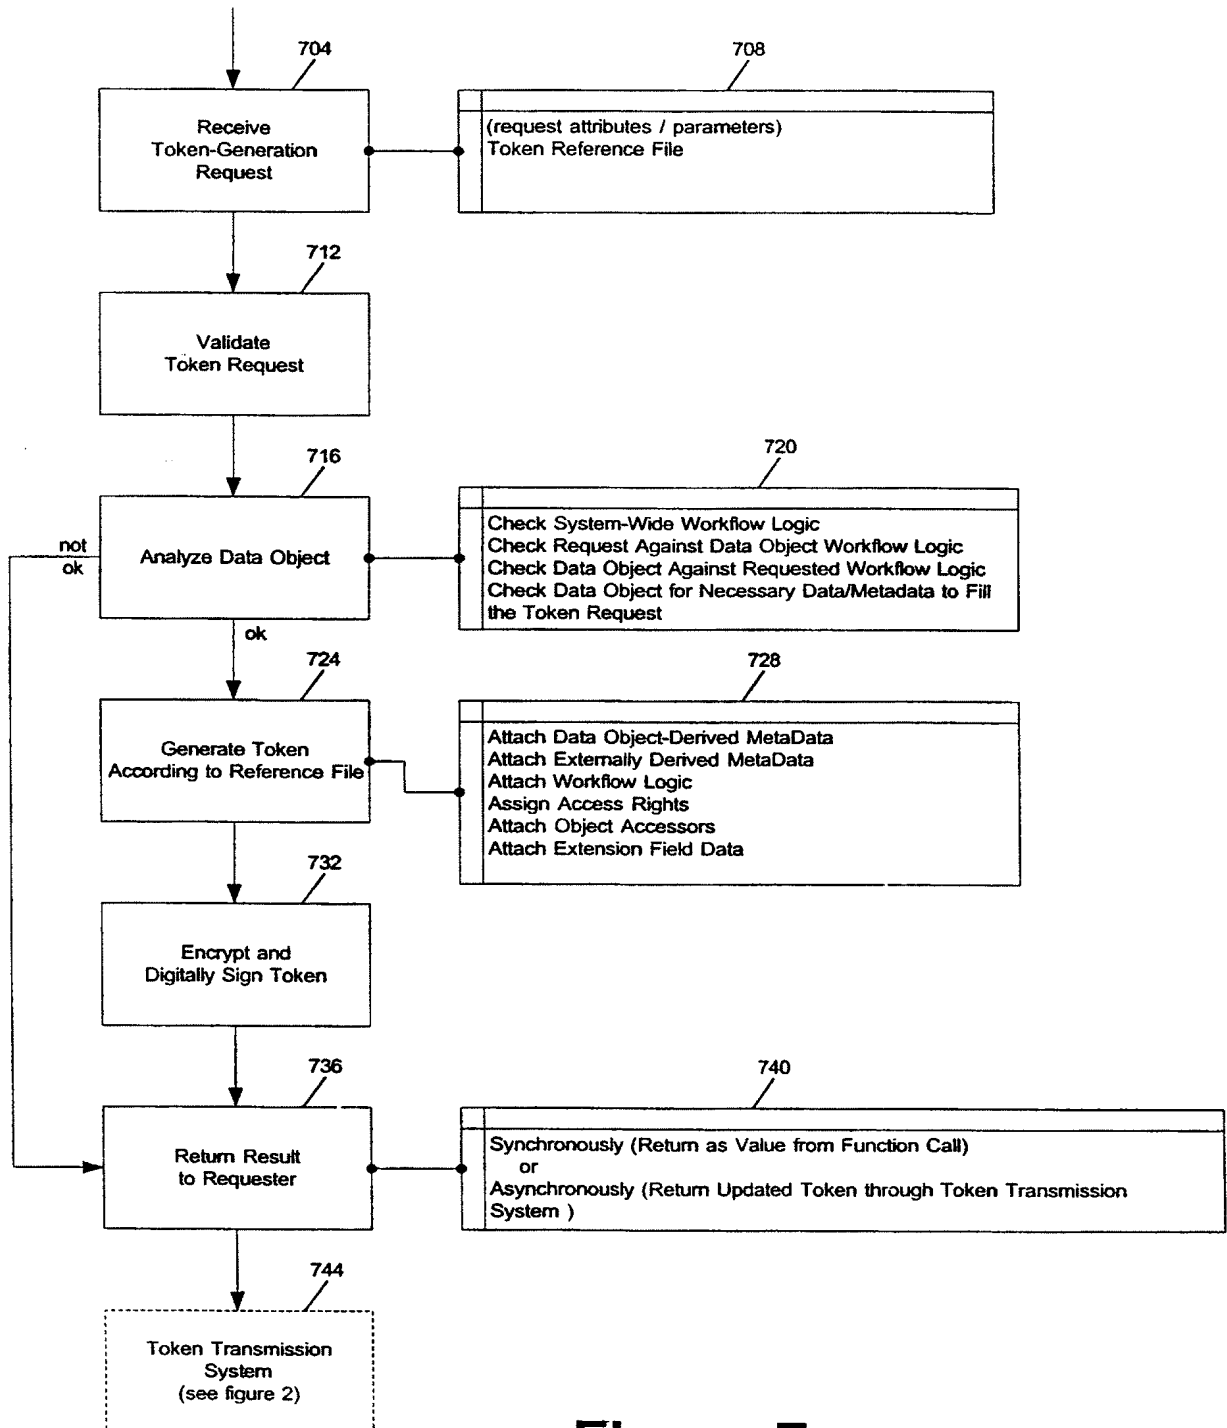 704
708
Receive
Token-Generation
Request
(request attributes / parameters)
Token Reference File
712
Validate
Token Request
716
720
not
ok
Analyze Data Object
Check System-Wide Workflow Logic
Check Request Against Data Object Workflow Logic
Check Data Object Against Requested Workflow Logic
Check Data Object for Necessary Data/Metadata to Fill
the Token Request
ok
724
728
Generate Token
According to Reference File
Attach Data Object-Derived MetaData
Attach Externally Derived MetaData
Attach Workflow Logic
Assign Access Rights
Attach Object Accessors
Attach Extension Field Data
732
Encrypt and
Digitally Sign Token
736
740
Return Result
to Requester
Synchronously (Return as Value from Function Call)
or
Asynchronously (Return Updated Token through Token Transmission
System )
744
Token Transmission
System
(see figure 2)